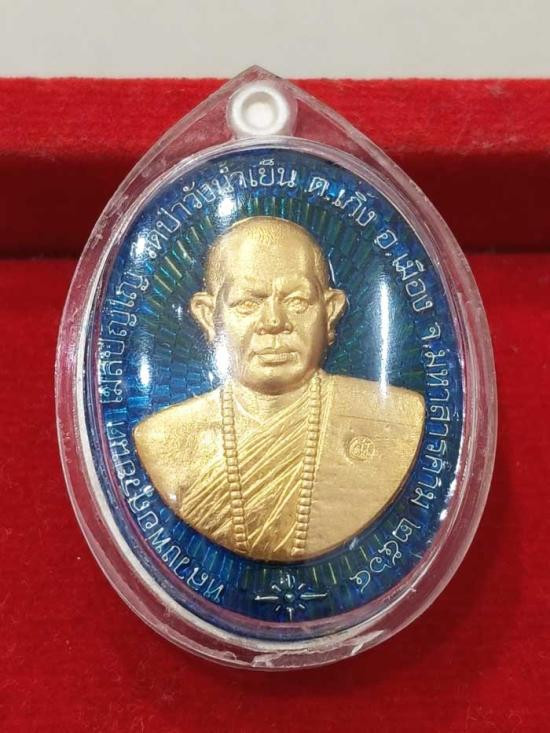 หลวงพ่อสุริยันต์ โฆสปัญโญ วัดป่าวังน้ำเย็น ต.เกิ้ง อ.เมือง จ.มหาสารคาม ๒๕๖๔